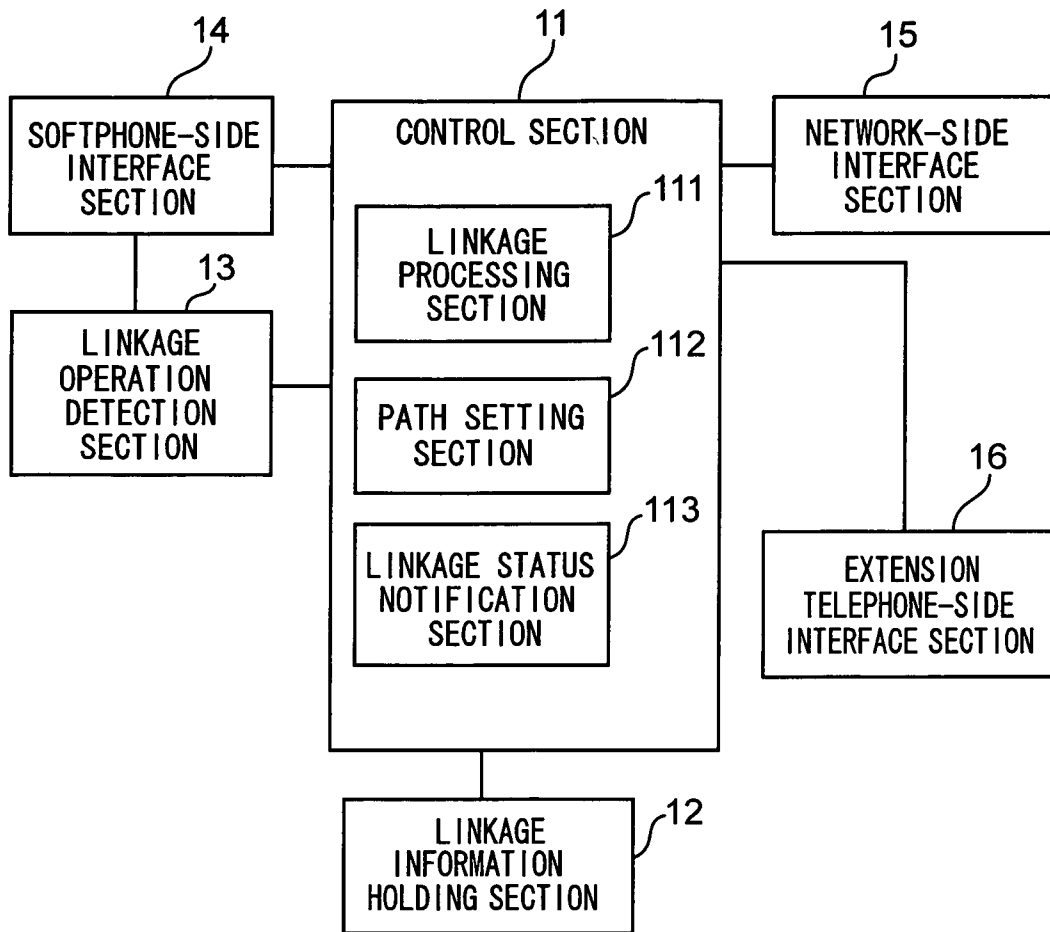 14
11
15
SOFTPHONE-SIDE
INTERFACE
SECTION
CONTROL SECTION
NETWORK-SIDE
INTERFACE
SECTION
111
LINKAGE
PROCESSING
SECTION
13
LINKAGE
OPERATION
DETECTION
SECTION
112
PATH SETTING
SECTION
16
113
LINKAGE STATUS
NOTIFICATION
SECTION
EXTENSION
TELEPHONE-SIDE
INTERFACE SECTION
12
LINKAGE
INFORMATION
HOLDING SECTION